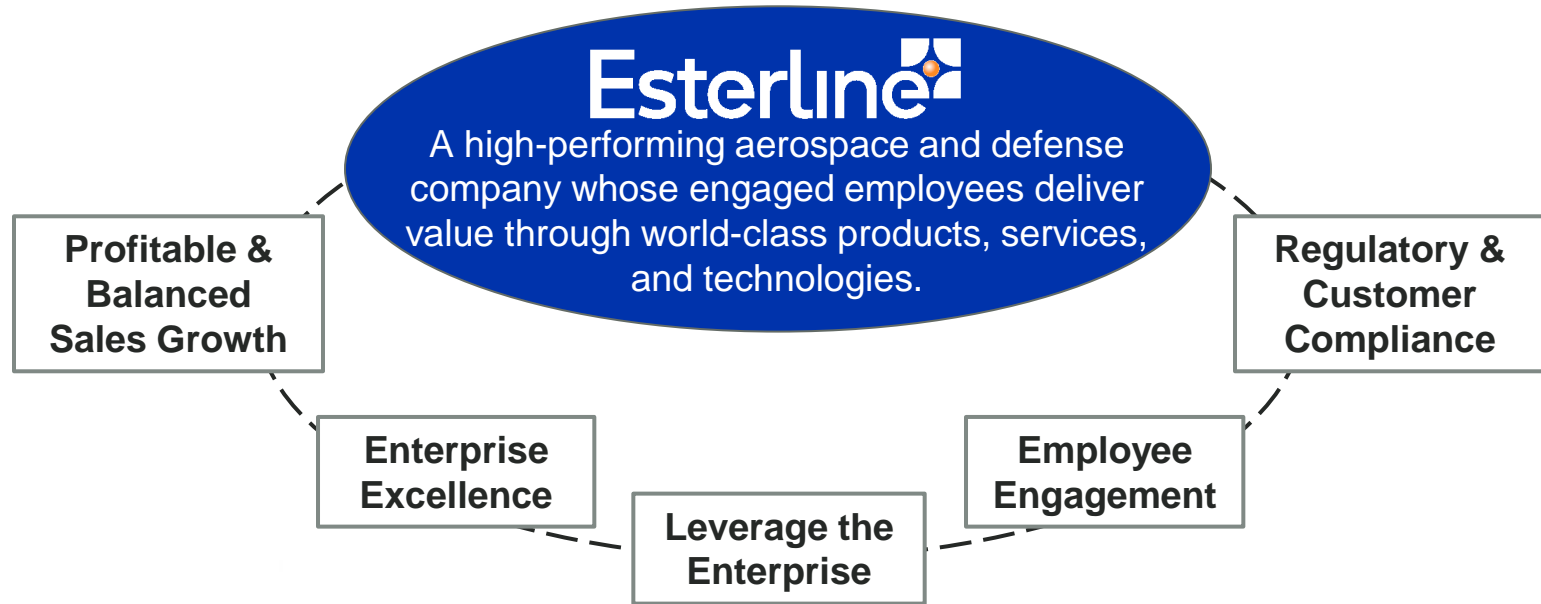 Esterline
A high-performing aerospace and defense
company whose engaged employees deliver
value through world-class products, services,
and technologies.
Profitable &
Balanced
Sales Growth
Enterprise
Excellence
Leverage the
Enterprise
Employee
Engagement
Regulatory &
Customer
Compliance